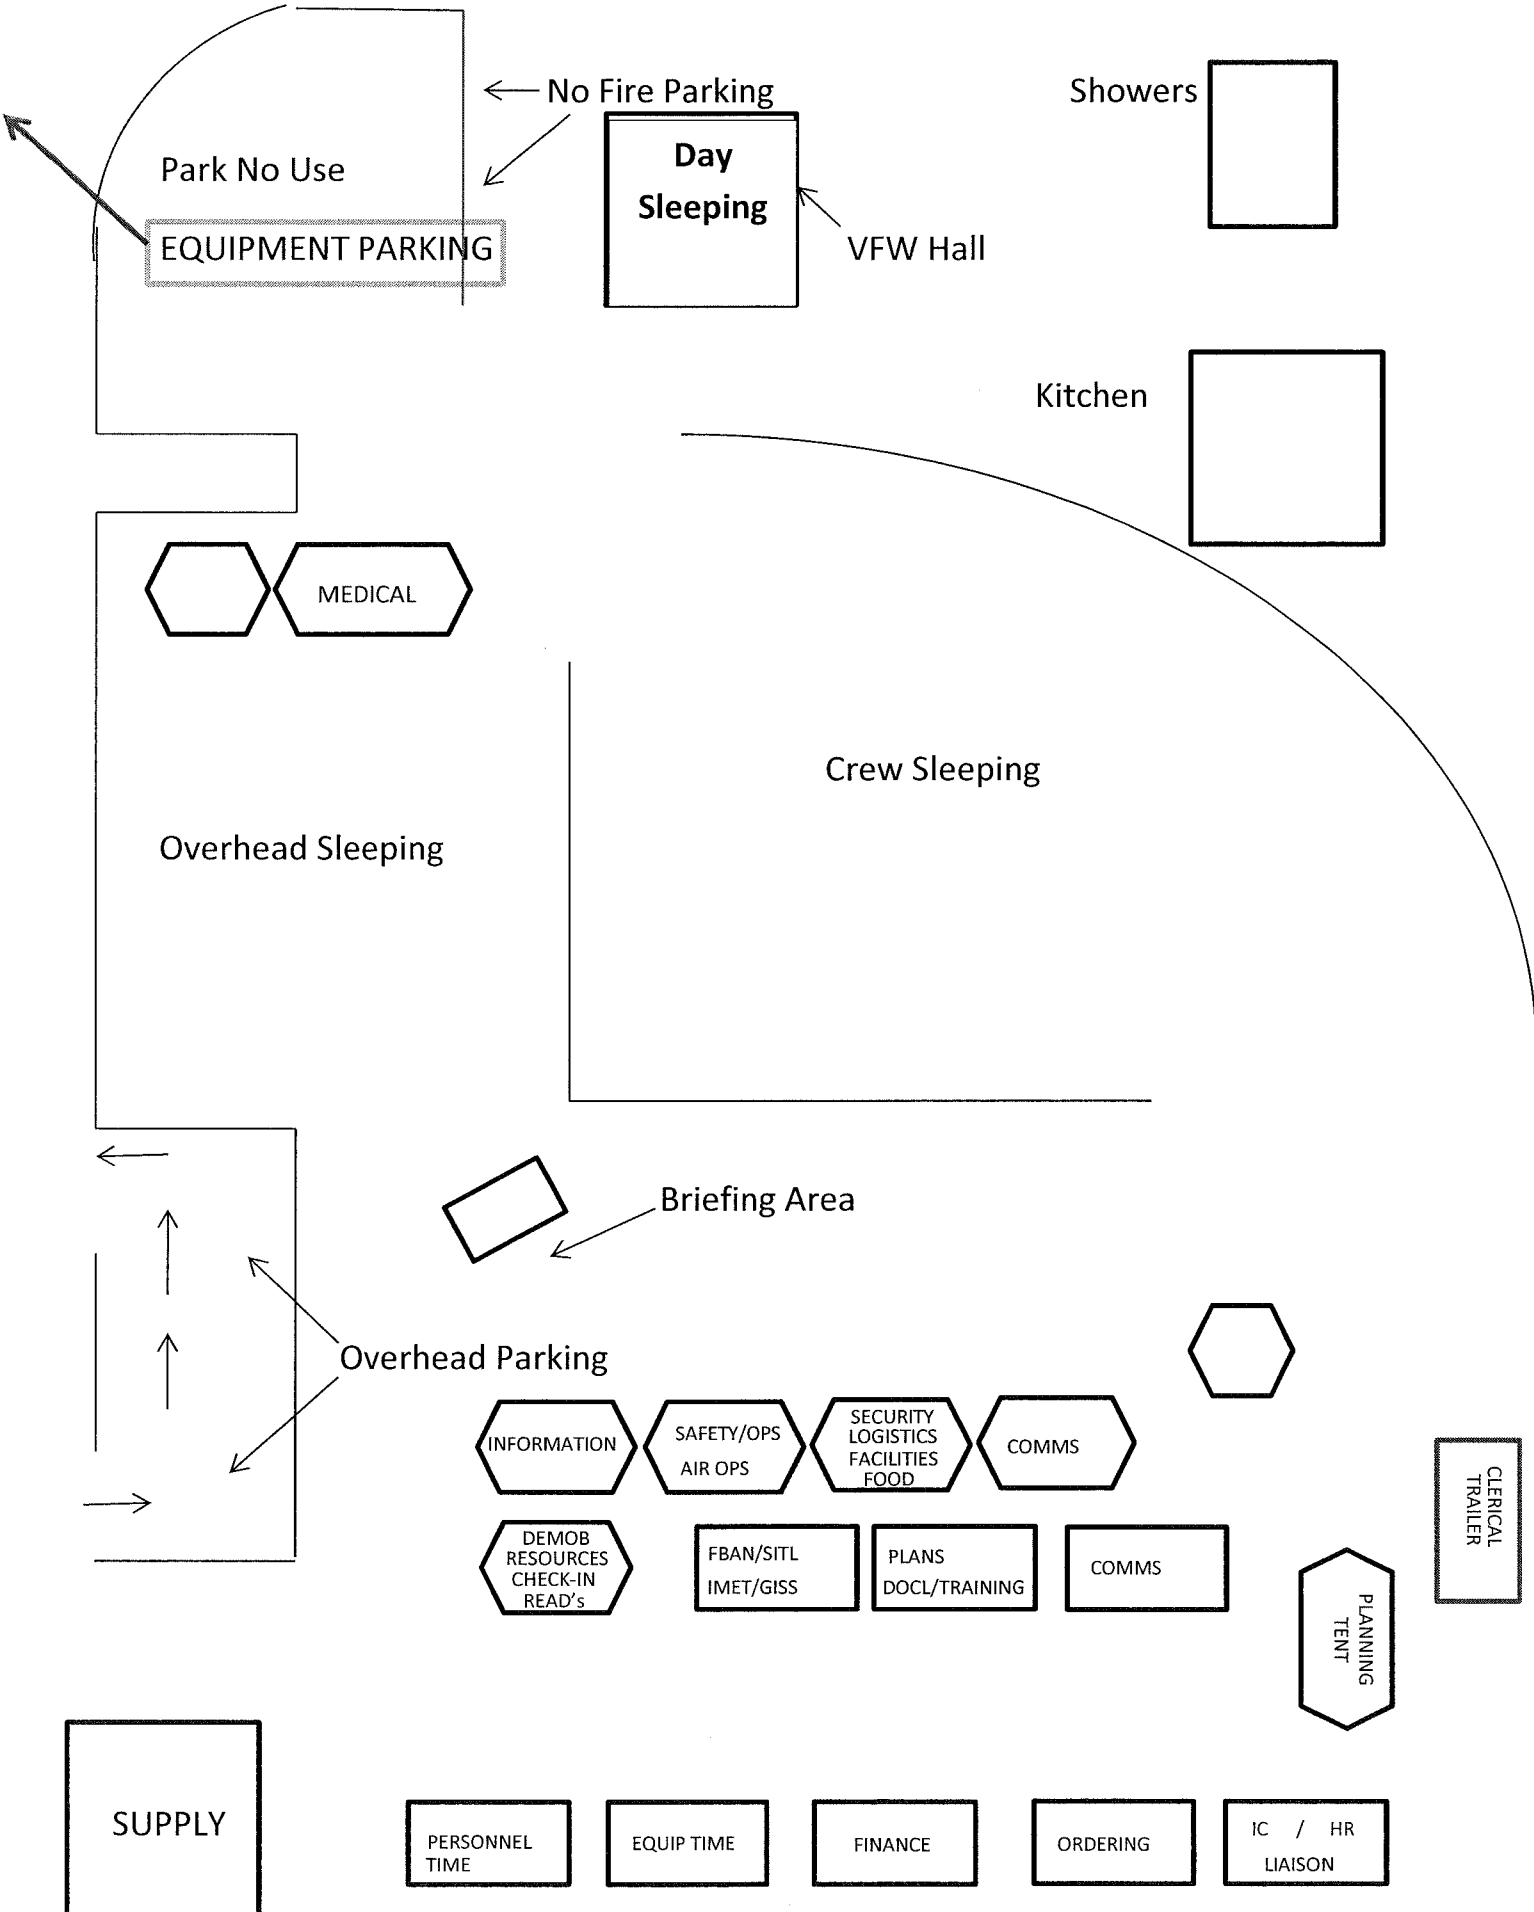 No Fire Parking
Showers
Day
Sleeping
Park No Use
EQUIPMENT PARKING
VFW Hall
Kitchen
MEDICAL
Crew Sleeping
Overhead Sleeping
Briefing Area
Overhead Parking
INFORMATION
SAFETY/OPS
AIR OPS
SECURITY
LOGISTICS
FACILITIES
FOOD
COMMS
CLERICAL
TRAILER
DEMOB
RESOURCES
CHECK-IN
READ's
FBAN/SITL
IMET/GISS
PLANS
DOCL/TRAINING
COMMS
PLANNING
TENT
SUPPLY
PERSONNEL
TIME
EQUIP TIME
FINANCE
ORDERING
IC / HR
LIAISON